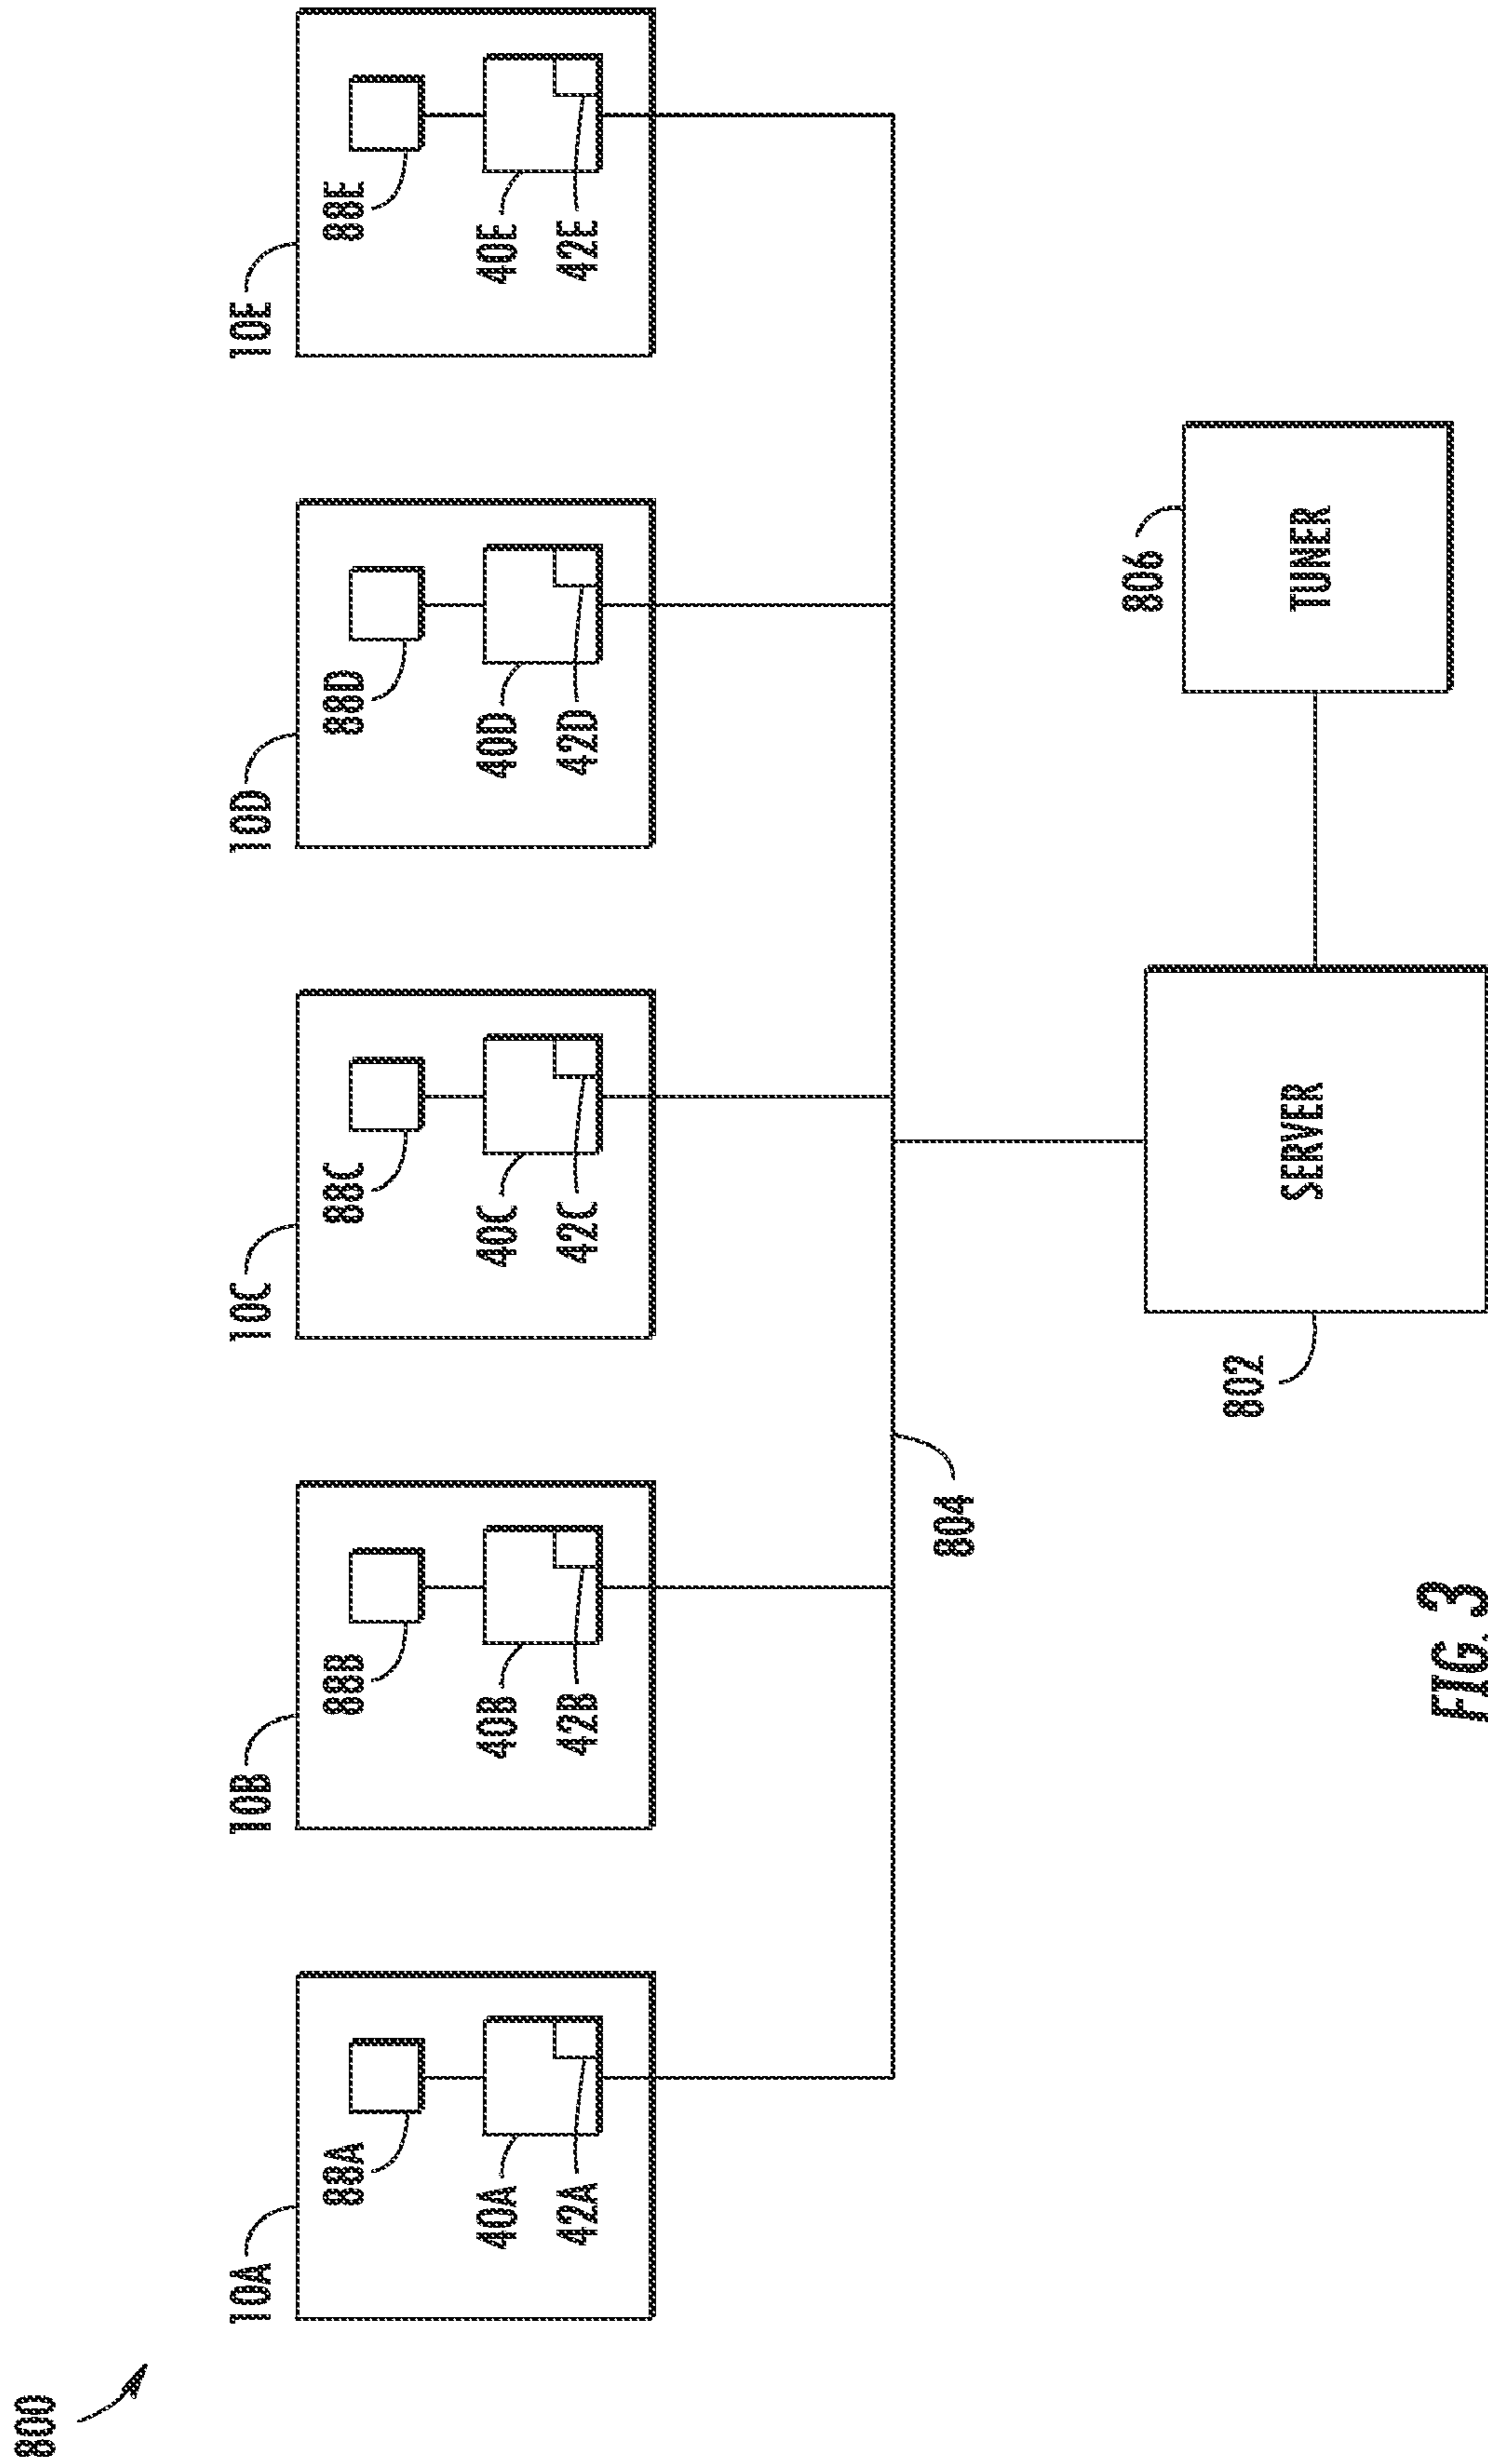 800
10A
10B
10C
10D
10E
88A
88B
88C
88D
88E
40A
40B
40C
40D
40E
42A
42B
42C
42D
42E
804
806
802
SERVER
TUNER
FIG. 3